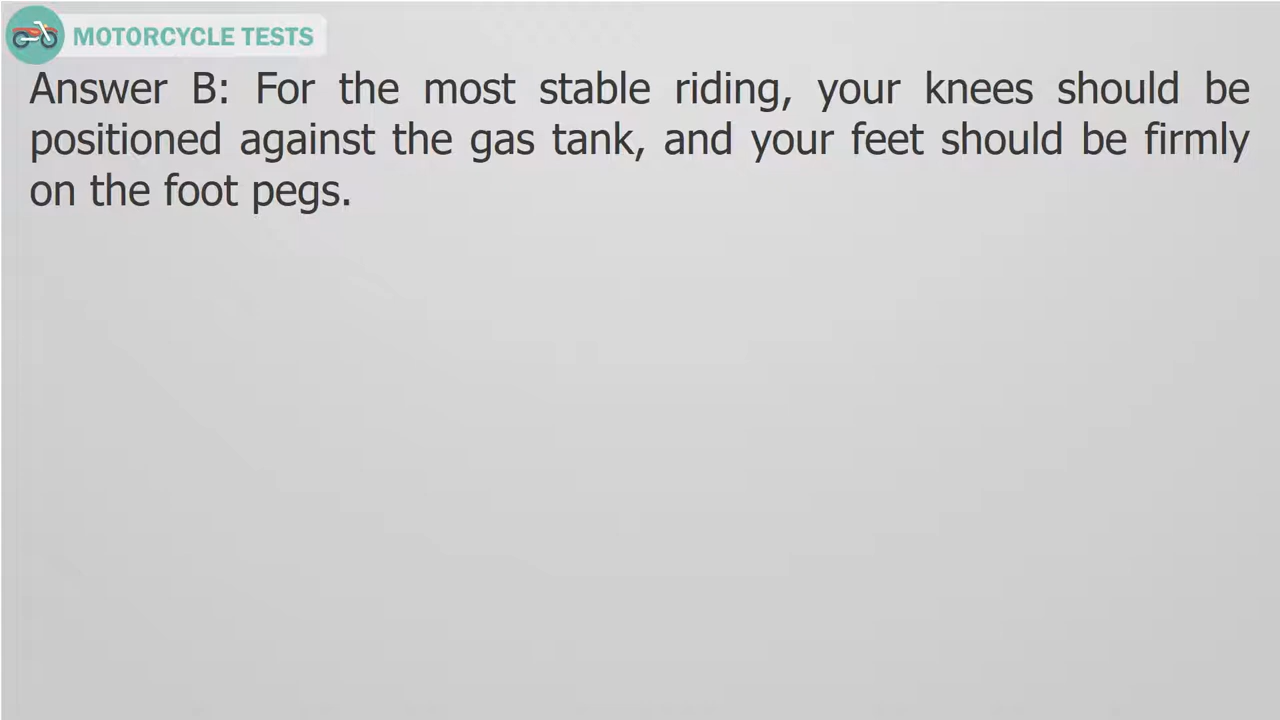 MOTORCYCLE TESTS
Answer B: For the most stable riding, your knees should be
positioned against the gas tank, and your feet should be firmly
on the foot pegs.